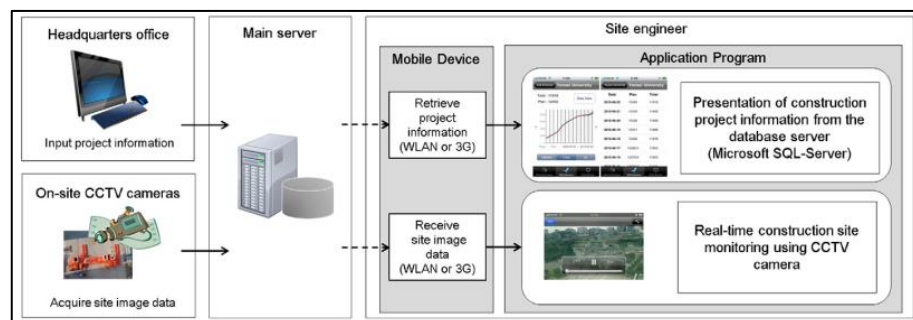 Headquarters office
Input project information
On-site CCTV cameras
Acquire site image data
Main server
Site engineer
Mobile Device
Retrieve
project
information
(WLAN or 3G)
Receive
site image
data
(WLAN or 3G)
Application Program
Date
Plan
Presentation of construction
project information from the
database server
(Microsoft SQL-Server)
Real-time construction site
monitoring using CCTV
camera